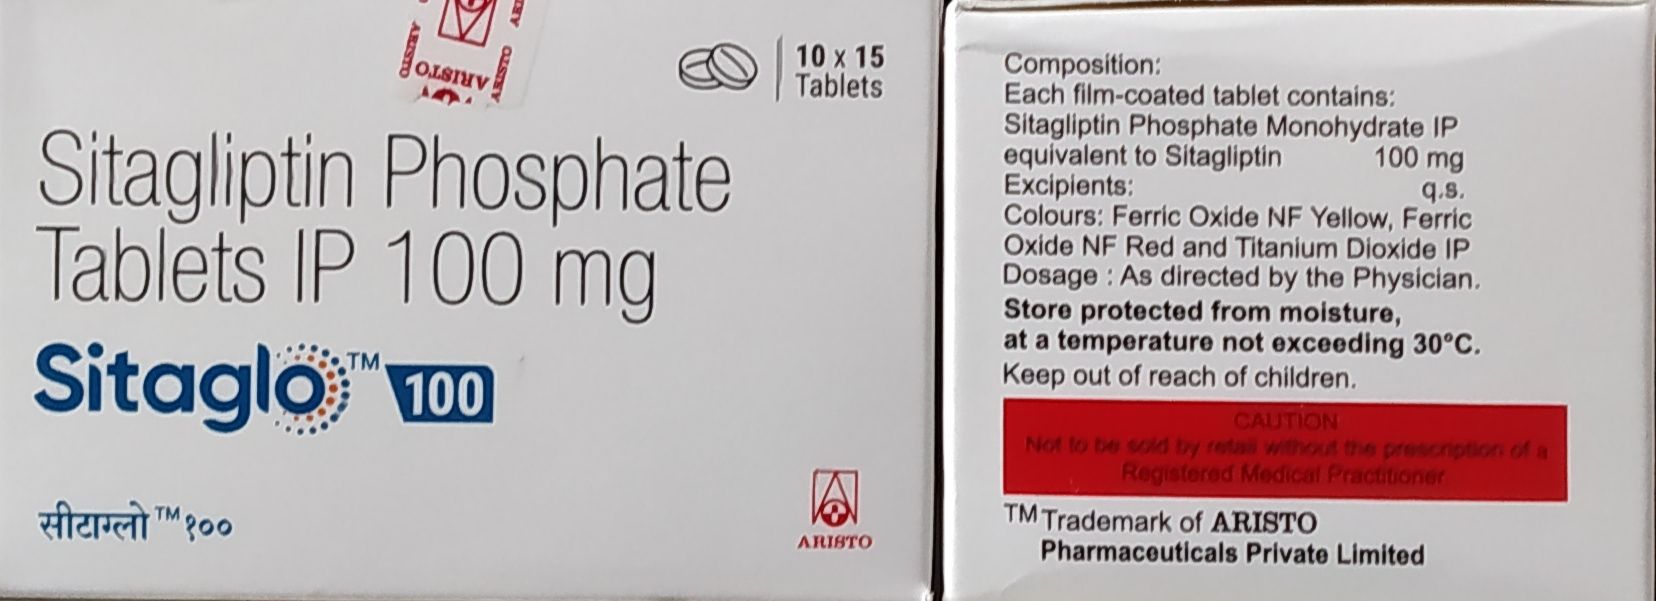 ARISTO
ARISTO
ARISTO
10 x 15
Tablets
Sitagliptin Phosphate
Tablets IP 100 mg
Sitaglo™ 100
सीटाग्लो™ १००
ARISTO
Composition:
Each film-coated tablet contains:
Sitagliptin Phosphate Monohydrate IP
equivalent to Sitagliptin 100 mg
Excipients: q.s.
Colours: Ferric Oxide NF Yellow, Ferric
Oxide NF Red and Titanium Dioxide IP
Dosage : As directed by the Physician.
Store protected from moisture,
at a temperature not exceeding 30°C.
Keep out of reach of children.
CAUTION
Not to be sold by retail without the prescription of a
Registered Medical Practitioner
™ Trademark of ARISTO
Pharmaceuticals Private Limited